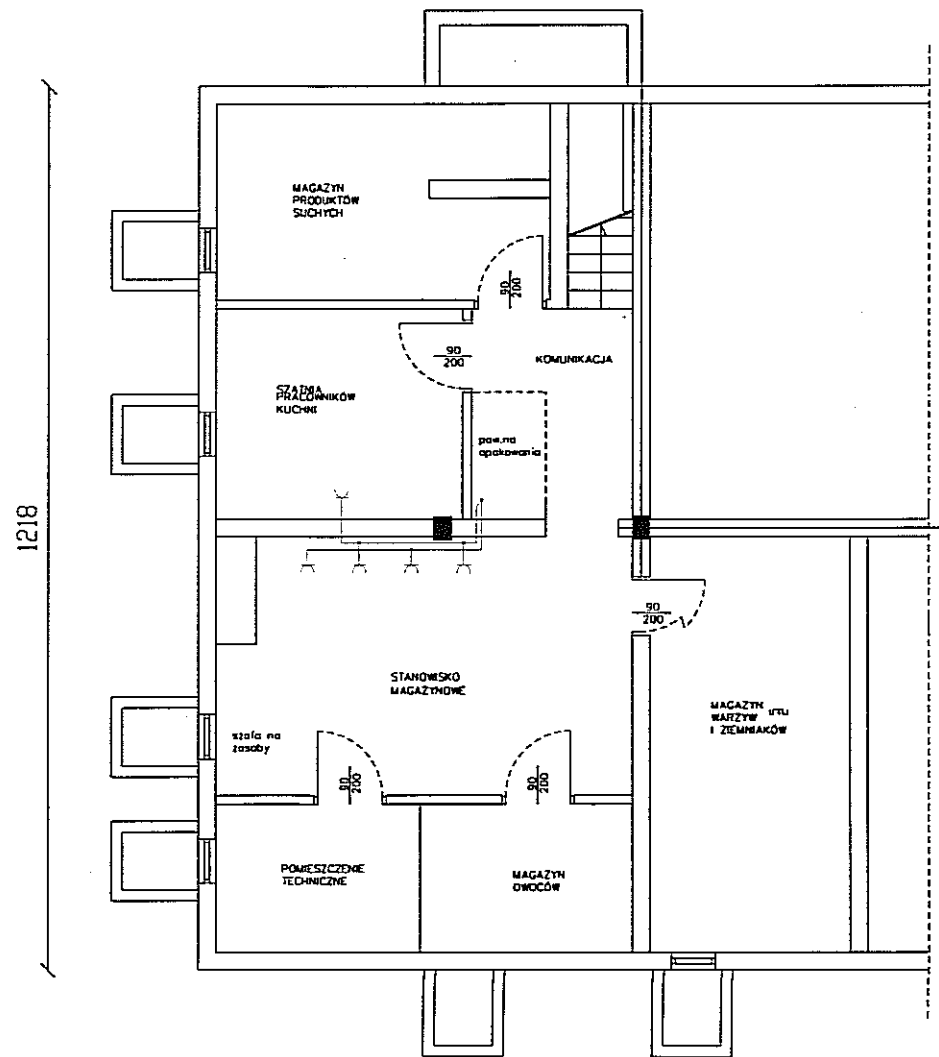 MAGAZYN
PRODUKTÓW
SUCHYCH
90
200
90
200
KOMUNIKACJA
SZATNIA
PRACOWNIKÓW
KUCHNI
pow.na
opakowania
1218
90
200
STANOWISKO
MAGAZYNOWE
MAGAZYN
WARZYW
I ZIEMNIAKÓW
szafa na
zasoby
90
200
90
200
POMIESZCZENIE
TECHNICZNE
MAGAZYN
OWOCÓW